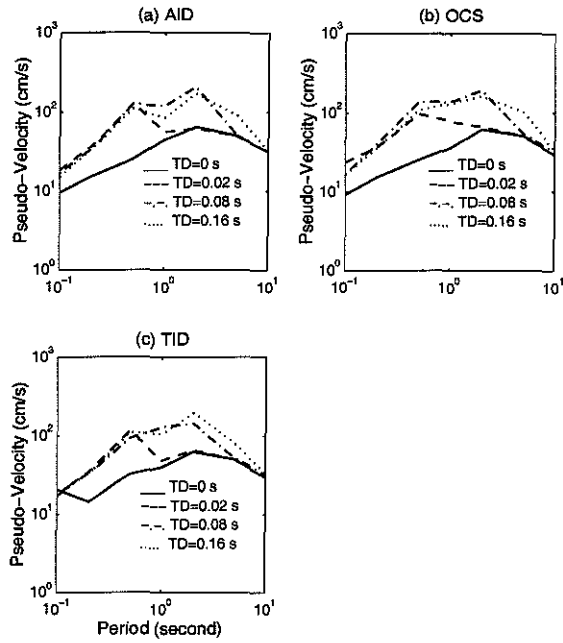 (a) AID
Pseudo-Velocity (cm/s)
10³
10²
10¹
10⁰
TD=0 s
TD=0.02 s
TD=0.08 s
TD=0.16 s
10⁻¹
10⁰
10¹
(b) OCS
Pseudo-Velocity (cm/s)
10³
10²
10¹
10⁰
TD=0 s
TD=0.02 s
TD=0.08 s
TD=0.16 s
10⁻¹
10⁰
10¹
(c) TID
Pseudo-Velocity (cm/s)
10³
10²
10¹
10⁰
TD=0 s
TD=0.02 s
TD=0.08 s
TD=0.16 s
10⁻¹
10⁰
10¹
Period (second)